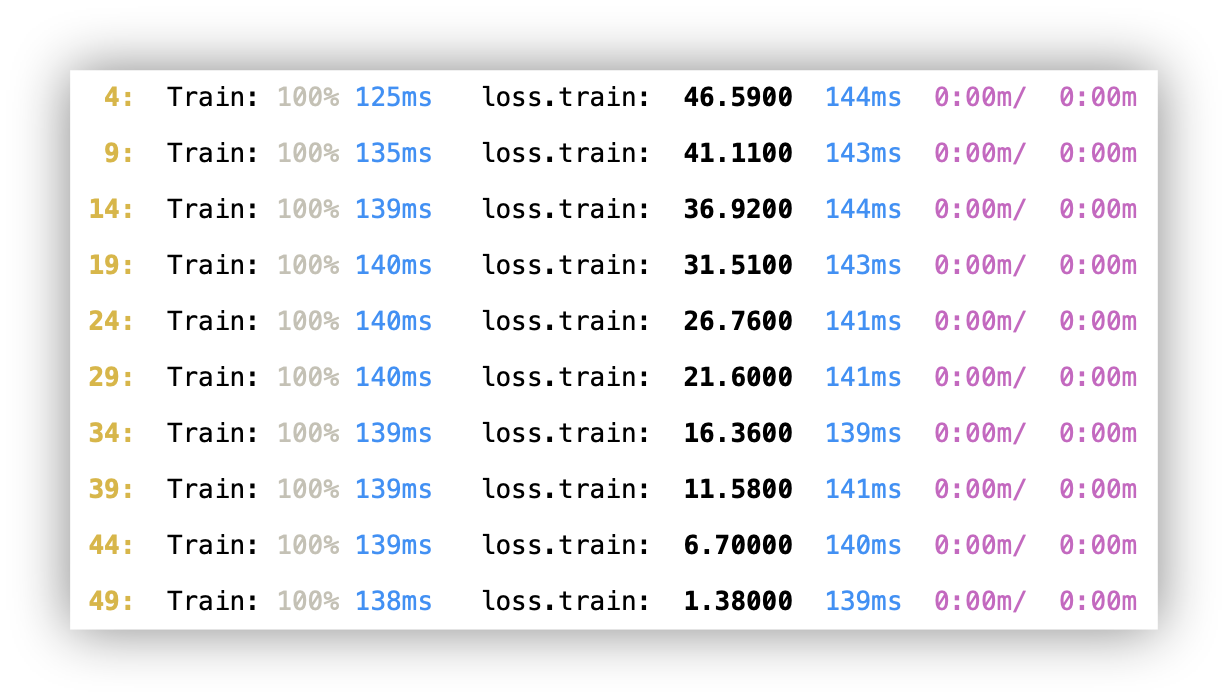 4: Train: 100% 125ms loss.train: 46.5900 144ms 0:00m/ 0:00m
9: Train: 100% 135ms loss.train: 41.1100 143ms 0:00m/ 0:00m
14: Train: 100% 139ms loss.train: 36.9200 144ms 0:00m/ 0:00m
19: Train: 100% 140ms loss.train: 31.5100 143ms 0:00m/ 0:00m
24: Train: 100% 140ms loss.train: 26.7600 141ms 0:00m/ 0:00m
29: Train: 100% 140ms loss.train: 21.6000 141ms 0:00m/ 0:00m
34: Train: 100% 139ms loss.train: 16.3600 139ms 0:00m/ 0:00m
39: Train: 100% 139ms loss.train: 11.5800 141ms 0:00m/ 0:00m
44: Train: 100% 139ms loss.train: 6.70000 140ms 0:00m/ 0:00m
49: Train: 100% 138ms loss.train: 1.38000 139ms 0:00m/ 0:00m